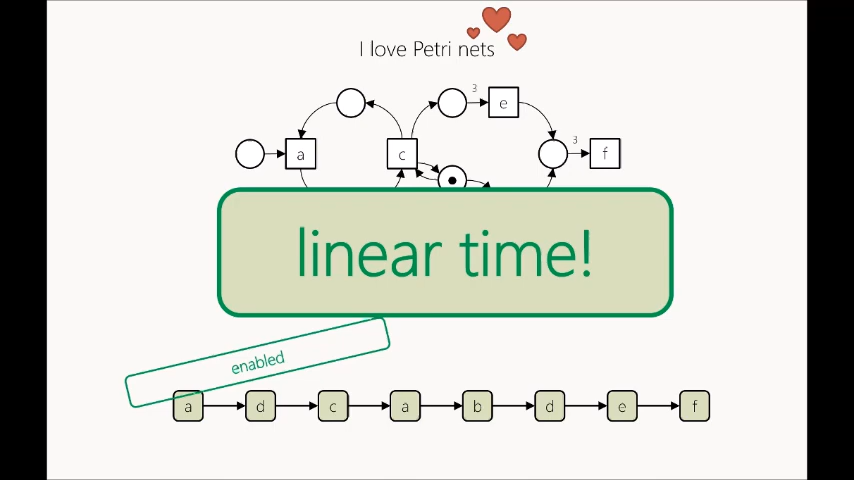 I love Petri nets
3
e
a
c
3
f
linear time!
enabled
a d c a b d e f